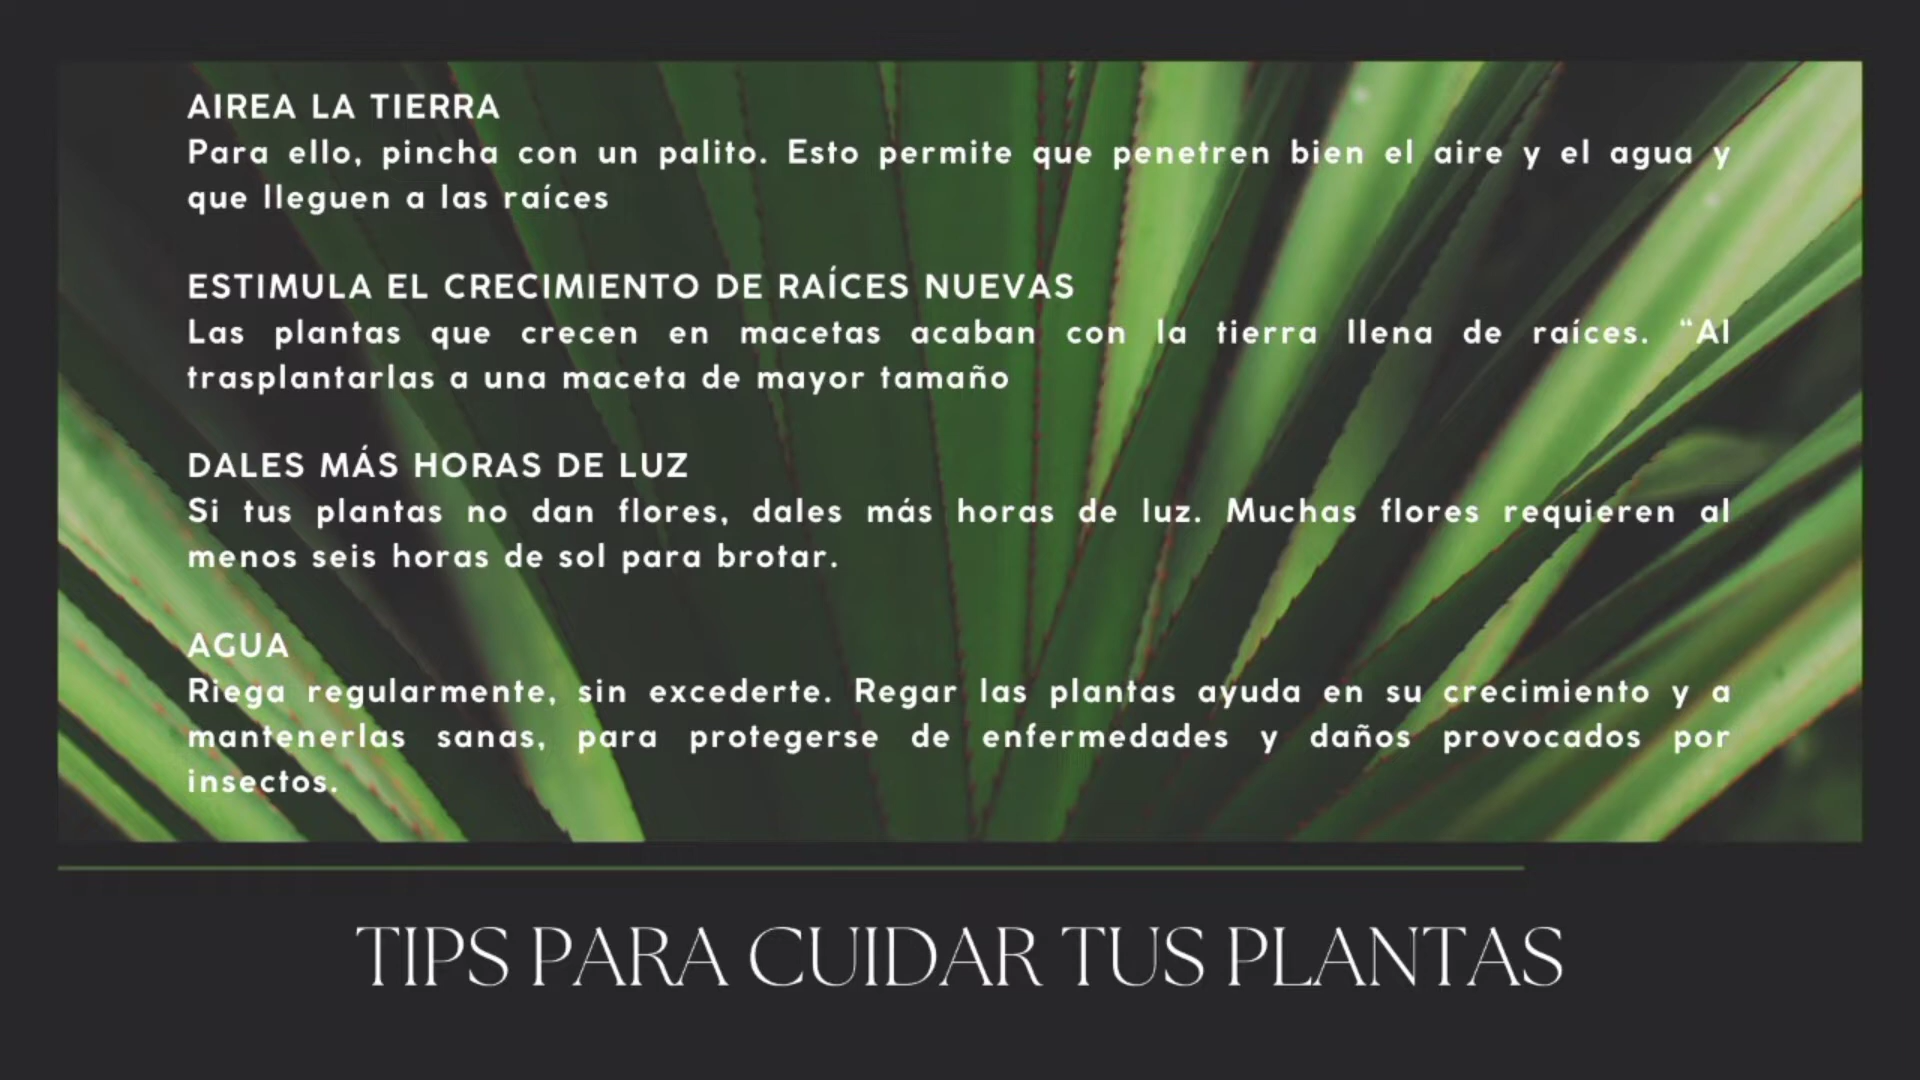 AIREA LA TIERRA
Para ello, pincha con un palito. Esto permite que penetren bien el aire y el agua y
que lleguen a las raíces
ESTIMULA EL CRECIMIENTO DE RAÍCES NUEVAS
Las plantas que crecen en macetas acaban con la tierra llena de raíces. “Al
trasplantarlas a una maceta de mayor tamaño
DALES MÁS HORAS DE LUZ
Si tus plantas no dan flores, dales más horas de luz. Muchas flores requieren al
menos seis horas de sol para brotar.
AGUA
Riega regularmente, sin excederte. Regar las plantas ayuda en su crecimiento y a
mantenerlas sanas, para protegerse de enfermedades y daños provocados por
insectos.
TIPS PARA CUIDAR TUS PLANTAS